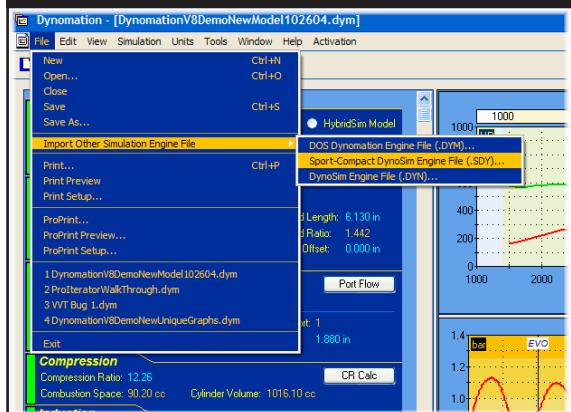 Dynomation - [DynomationV8DemoNewModel102604.dym]
File Edit View Simulation Units Tools Window Help Activation
New Ctrl+N
Open... Ctrl+O
Close
Save Ctrl+S
Save As...
Import Other Simulation Engine File
Print... Ctrl+P
Print Preview
Print Setup...
ProPrint...
ProPrint Preview...
ProPrint Setup...
1 DynomationV8DemoNewModel102604.dym
2 ProIteratorWalkThrough.dym
3 VVT Bug 1.dym
4 DynomationV8DemoNewUniqueGraphs.dym
Exit
DOS Dynomation Engine File (.DYM)...
Sport-Compact DynoSim Engine File (.SDY)...
DynoSim Engine File (.DYN)...
HybridSim Model
Length: 6.130 in
Ratio: 1.442
Offset: 0.000 in
Port Flow
1
1.880 in
Compression
Compression Ratio: 12.26
CR Calc
Combustion Space: 90.20 cc Cylinder Volume: 1016.10 cc
1000
1000
400
200
0
1000 2000
1.4
bar
EVO
1.2
1.0